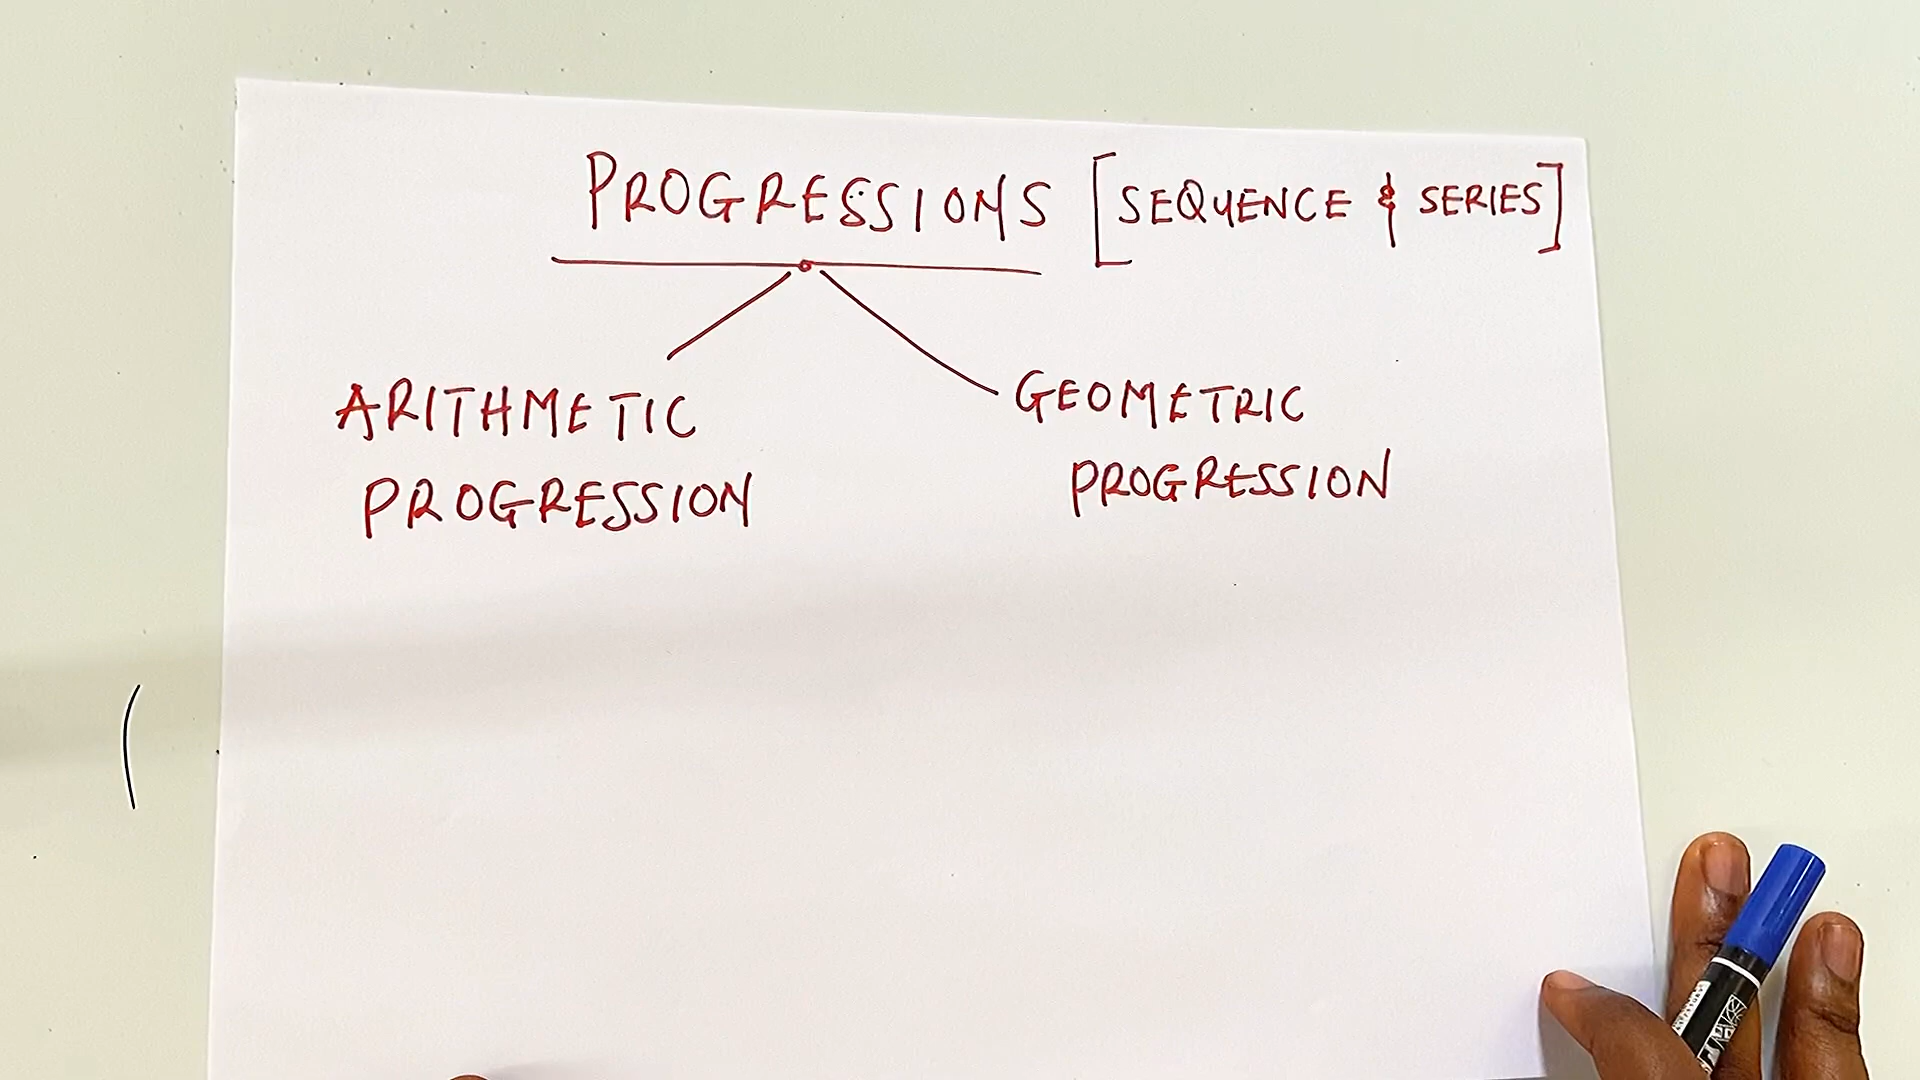 PROGRESSIONS [SEQUENCE & SERIES]
ARITHMETIC
PROGRESSION
GEOMETRIC
PROGRESSION